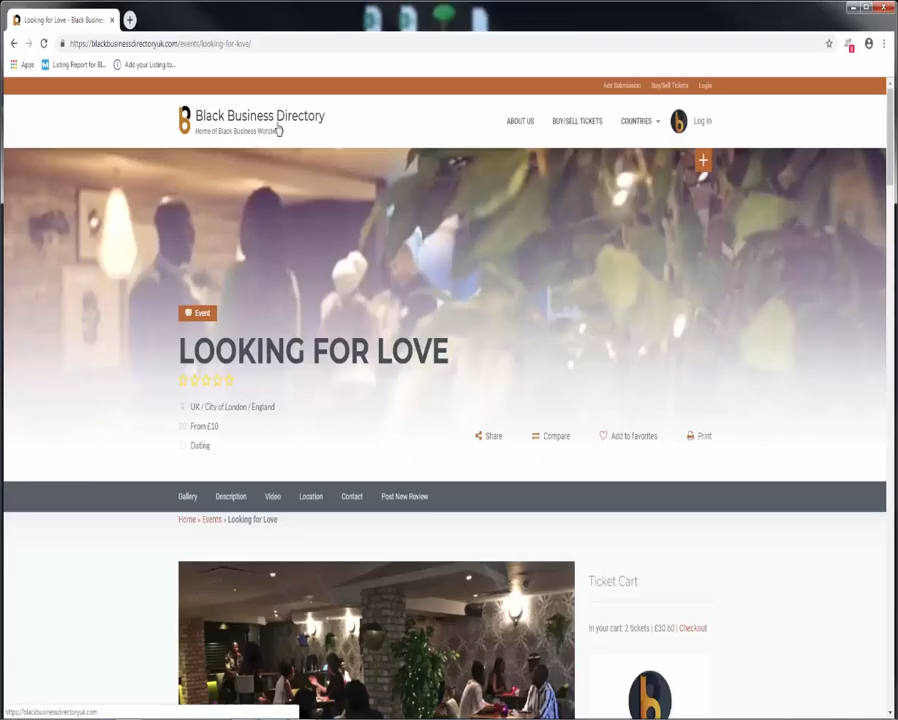 Looking for Love - Black Busine:
https://blackbusinessdirectoryuk.com/events/looking-for-love/
Apps Listing Report for Bl... Add your Listing to...
Add Submission Buy/Sell Tickets Login
Black Business Directory
Home of Black Business Worldw
ABOUT US BUY/SELL TICKETS COUNTRIES Log In
Event
LOOKING FOR LOVE
UK / City of London / England
From £10
Dating
Share Compare Add to favorites Print
Gallery Description Video Location Contact Post New Review
Home » Events » Looking for Love
Ticket Cart
In your cart: 2 tickets | £30.60 | Checkout
https://blackbusinessdirectoryuk.com